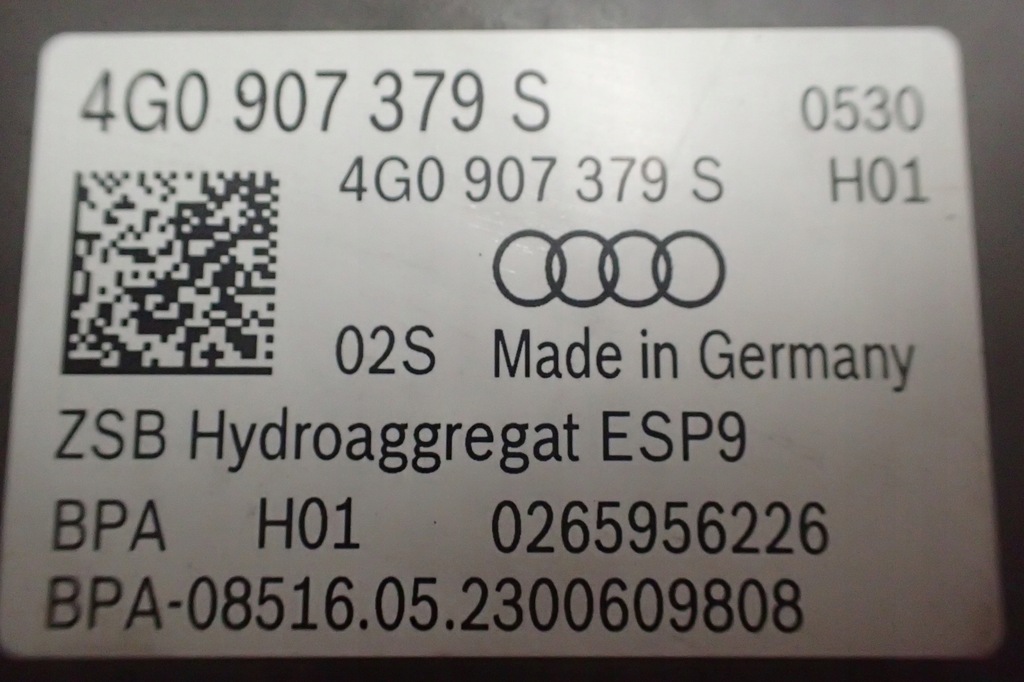 4G0 907 379 S 0530
4G0 907 379 S H01
02S Made in Germany
ZSB Hydroaggregat ESP9
BPA H01 0265956226
BPA-08516.05.2300609808